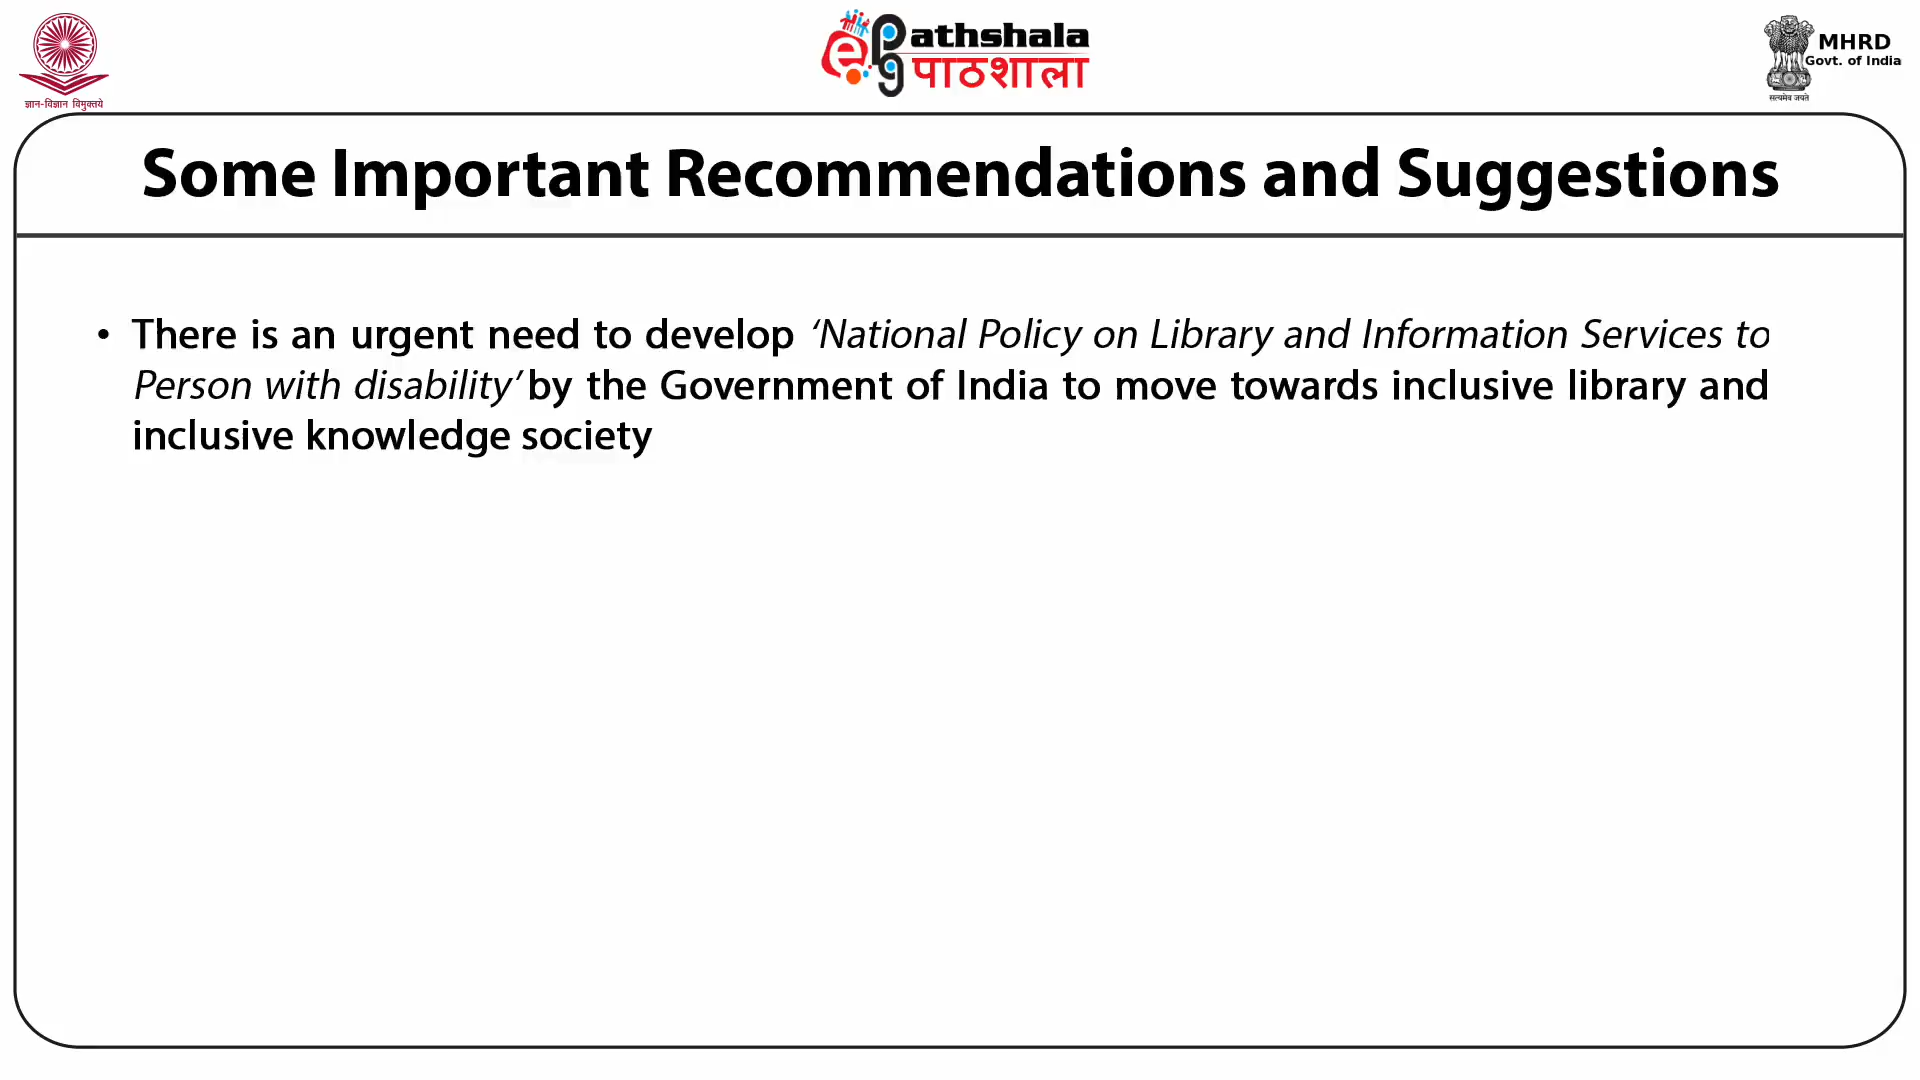 ज्ञान-विज्ञान विमुक्तये
ePGathshala
पाठशाला
MHRD
Govt. of India
सत्यमेव जयते
Some Important Recommendations and Suggestions
• There is an urgent need to develop ‘National Policy on Library and Information Services to
Person with disability’ by the Government of India to move towards inclusive library and
inclusive knowledge society